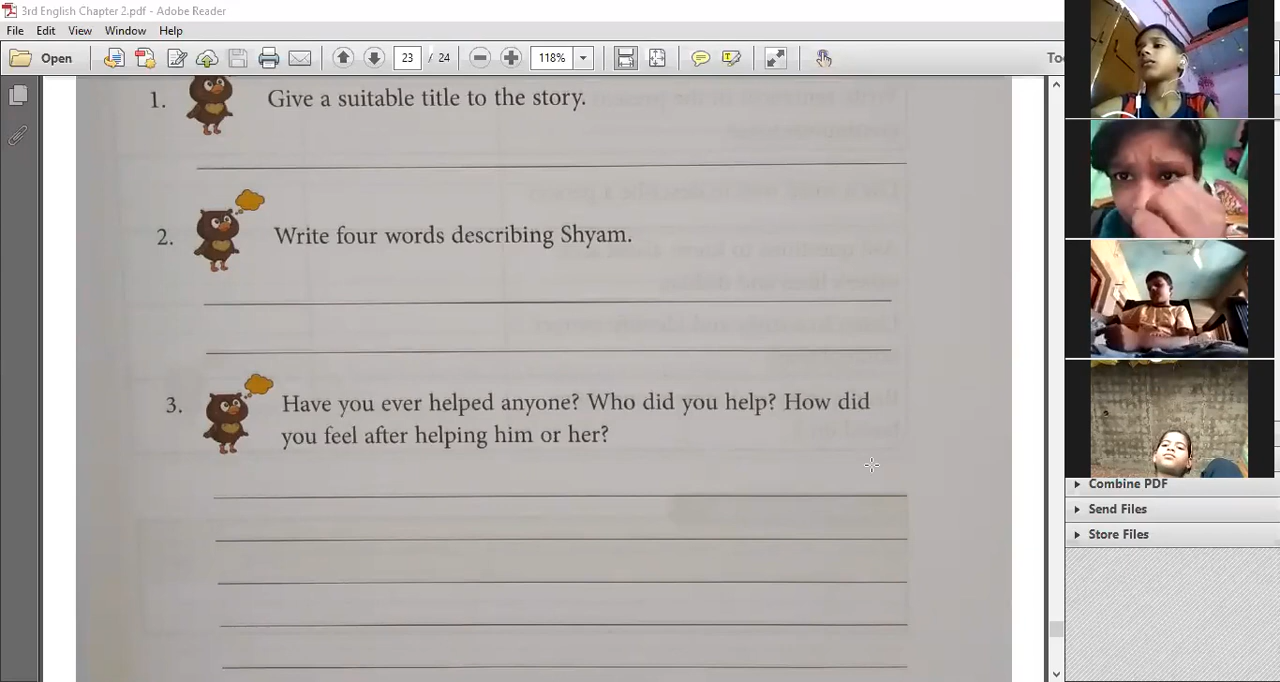 3rd English Chapter 2.pdf - Adobe Reader
File Edit View Window Help
Open 23 / 24 118%
1. Give a suitable title to the story.
2. Write four words describing Shyam.
3. Have you ever helped anyone? Who did you help? How did
you feel after helping him or her?
Combine PDF
Send Files
Store Files